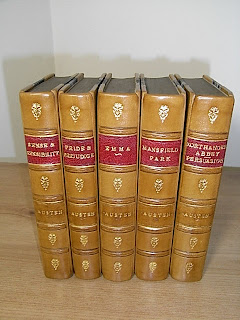 SENSE &
SENSIBILITY
AUSTEN
PRIDE &
PREJUDICE
AUSTEN
EMMA
AUSTEN
MANSFIELD
PARK
AUSTEN
NORTHANGER
ABBEY
PERSUASION
AUSTEN